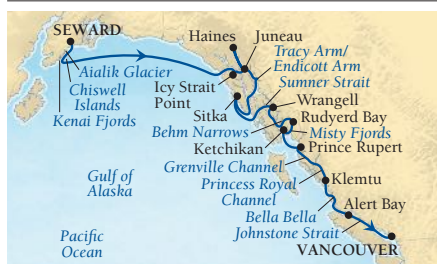 SEWARD
Haines
Juneau
Tracy Arm/
Endicott Arm
Sumner Strait
Aialik Glacier
Chiswell
Islands
Kenai Fjords
Icy Strait
Point
Sitka
Wrangell
Rudyerd Bay
Behm Narrows
Misty Fjords
Ketchikan
Prince Rupert
Grenville Channel
Gulf of
Alaska
Princess Royal
Channel
Klemtu
Bella Bella
Alert Bay
Johnstone Strait
Pacific
Ocean
VANCOUVER